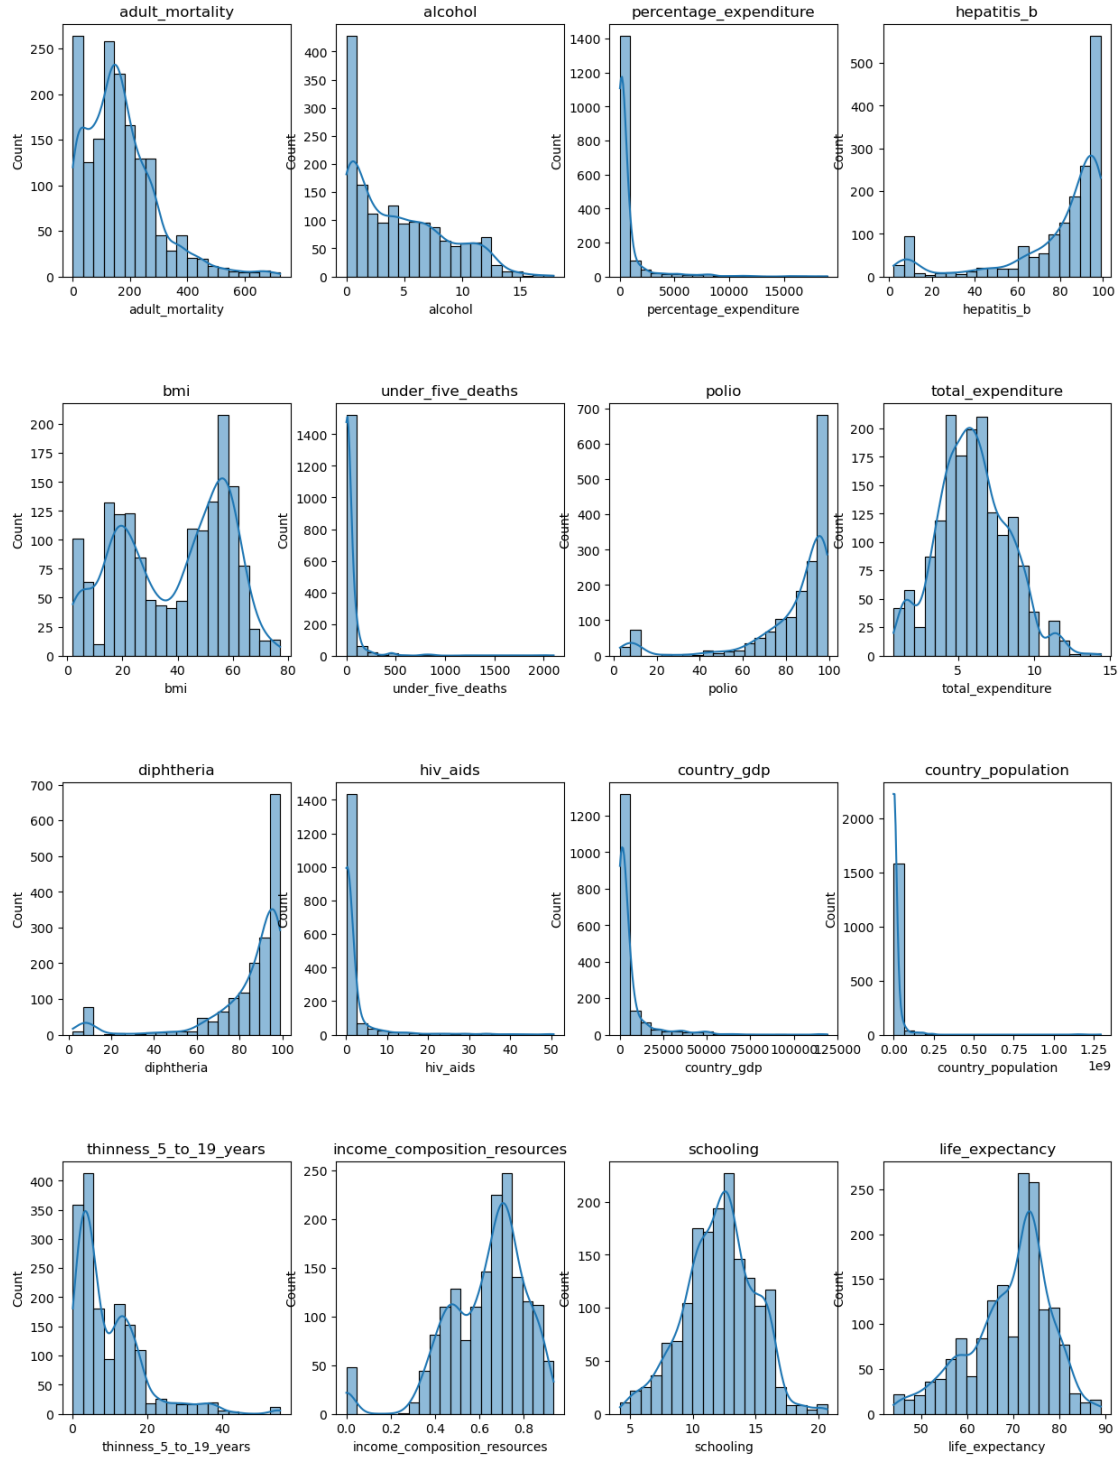 adult_mortality
alcohol
percentage_expenditure
hepatitis_b
250
200
150
100
50
0
Count
0 200 400 600
adult_mortality
400
350
300
250
200
150
100
50
0
Count
0 5 10 15
alcohol
1400
1200
1000
800
600
400
200
0
Count
0 5000 10000 15000
percentage_expenditure
500
400
300
200
100
0
Count
0 20 40 60 80 100
hepatitis_b
bmi
under_five_deaths
polio
total_expenditure
200
175
150
125
100
75
50
25
0
Count
0 20 40 60 80
bmi
1400
1200
1000
800
600
400
200
0
Count
0 500 1000 1500 2000
under_five_deaths
700
600
500
400
300
200
100
0
Count
0 20 40 60 80 100
polio
200
175
150
125
100
75
50
25
0
Count
5 10 15
total_expenditure
diphtheria
hiv_aids
country_gdp
country_population
700
600
500
400
300
200
100
0
Count
0 20 40 60 80 100
diphtheria
1400
1200
1000
800
600
400
200
0
Count
0 10 20 30 40 50
hiv_aids
1200
1000
800
600
400
200
0
Count
0 25000 50000 75000 100000 125000
country_gdp
2000
1500
1000
500
0
Count
0.00 0.25 0.50 0.75 1.00 1.25
1e9
country_population
thinness_5_to_19_years
income_composition_resources
schooling
life_expectancy
400
350
300
250
200
150
100
50
0
Count
0 20 40
thinness_5_to_19_years
250
200
150
100
50
0
Count
0.0 0.2 0.4 0.6 0.8
income_composition_resources
200
150
100
50
0
Count
5 10 15 20
schooling
250
200
150
100
50
0
Count
50 60 70 80 90
life_expectancy